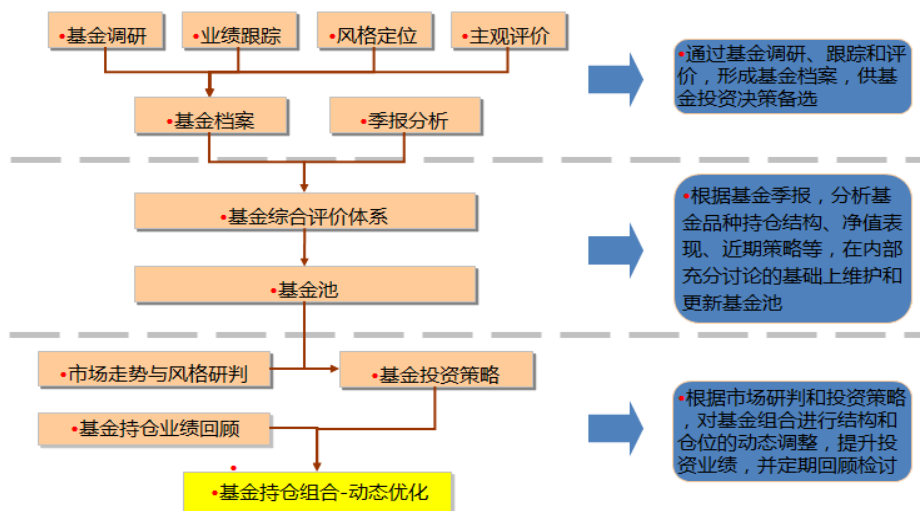 •基金调研
•业绩跟踪
•风格定位
•主观评价
•通过基金调研、跟踪和评
价，形成基金档案，供基
金投资决策备选
•基金档案
•季报分析
•基金综合评价体系
•基金池
•根据基金季报，分析基
金品种持仓结构、净值表
现、近期策略等，在内部
充分讨论的基础上维护和
更新基金池
•市场走势与风格研判
•基金投资策略
•基金持仓业绩回顾
•
•基金持仓组合-动态优化
•根据市场研判和投资策略
，对基金组合进行结构和
仓位的动态调整，提升投
资业绩，并定期回顾检讨